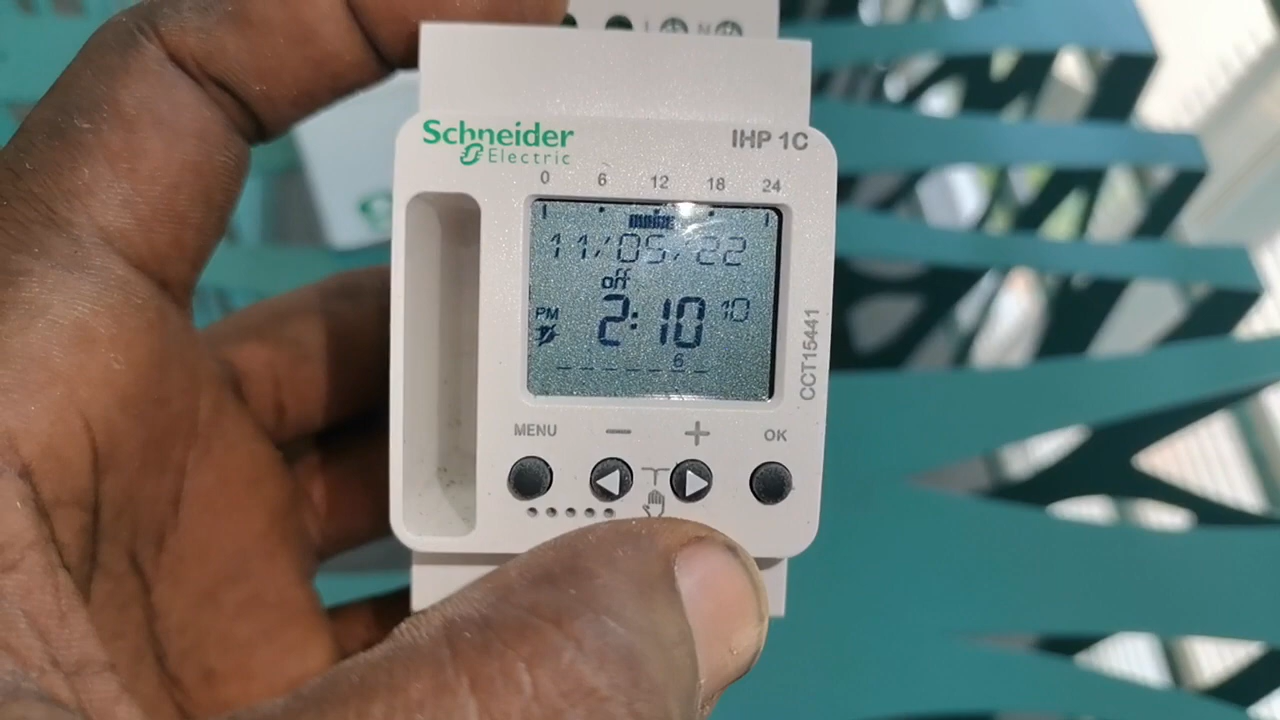 L N
Schneider
Electric
IHP 1C
0 6 12 18 24
11/05/22
off
PM 2:10 10
6
CCT15441
MENU − + OK